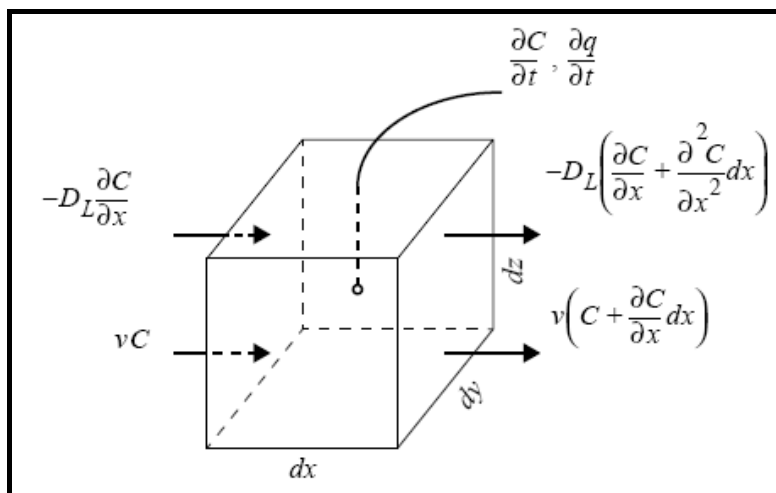 ∂C/∂t , ∂q/∂t
−D_L ∂C/∂x
−D_L(∂C/∂x + ∂²C/∂x² dx)
dz
vC
v(C + ∂C/∂x dx)
dy
dx